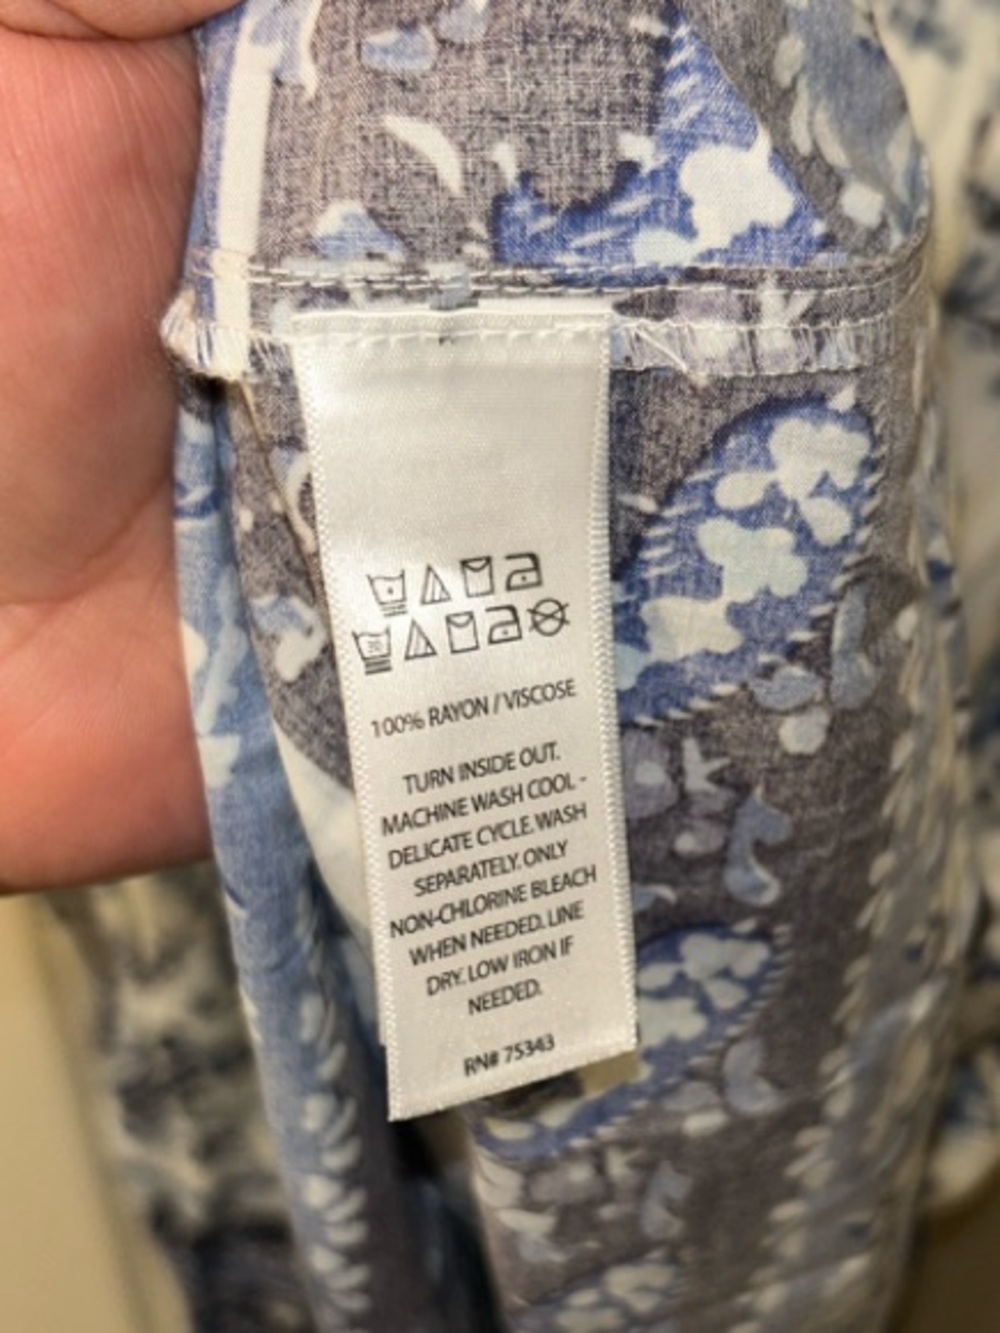 30
100% RAYON / VISCOSE
TURN INSIDE OUT.
MACHINE WASH COOL -
DELICATE CYCLE. WASH
SEPARATELY. ONLY
NON-CHLORINE BLEACH
WHEN NEEDED. LINE
DRY. LOW IRON IF
NEEDED.
RN# 75343